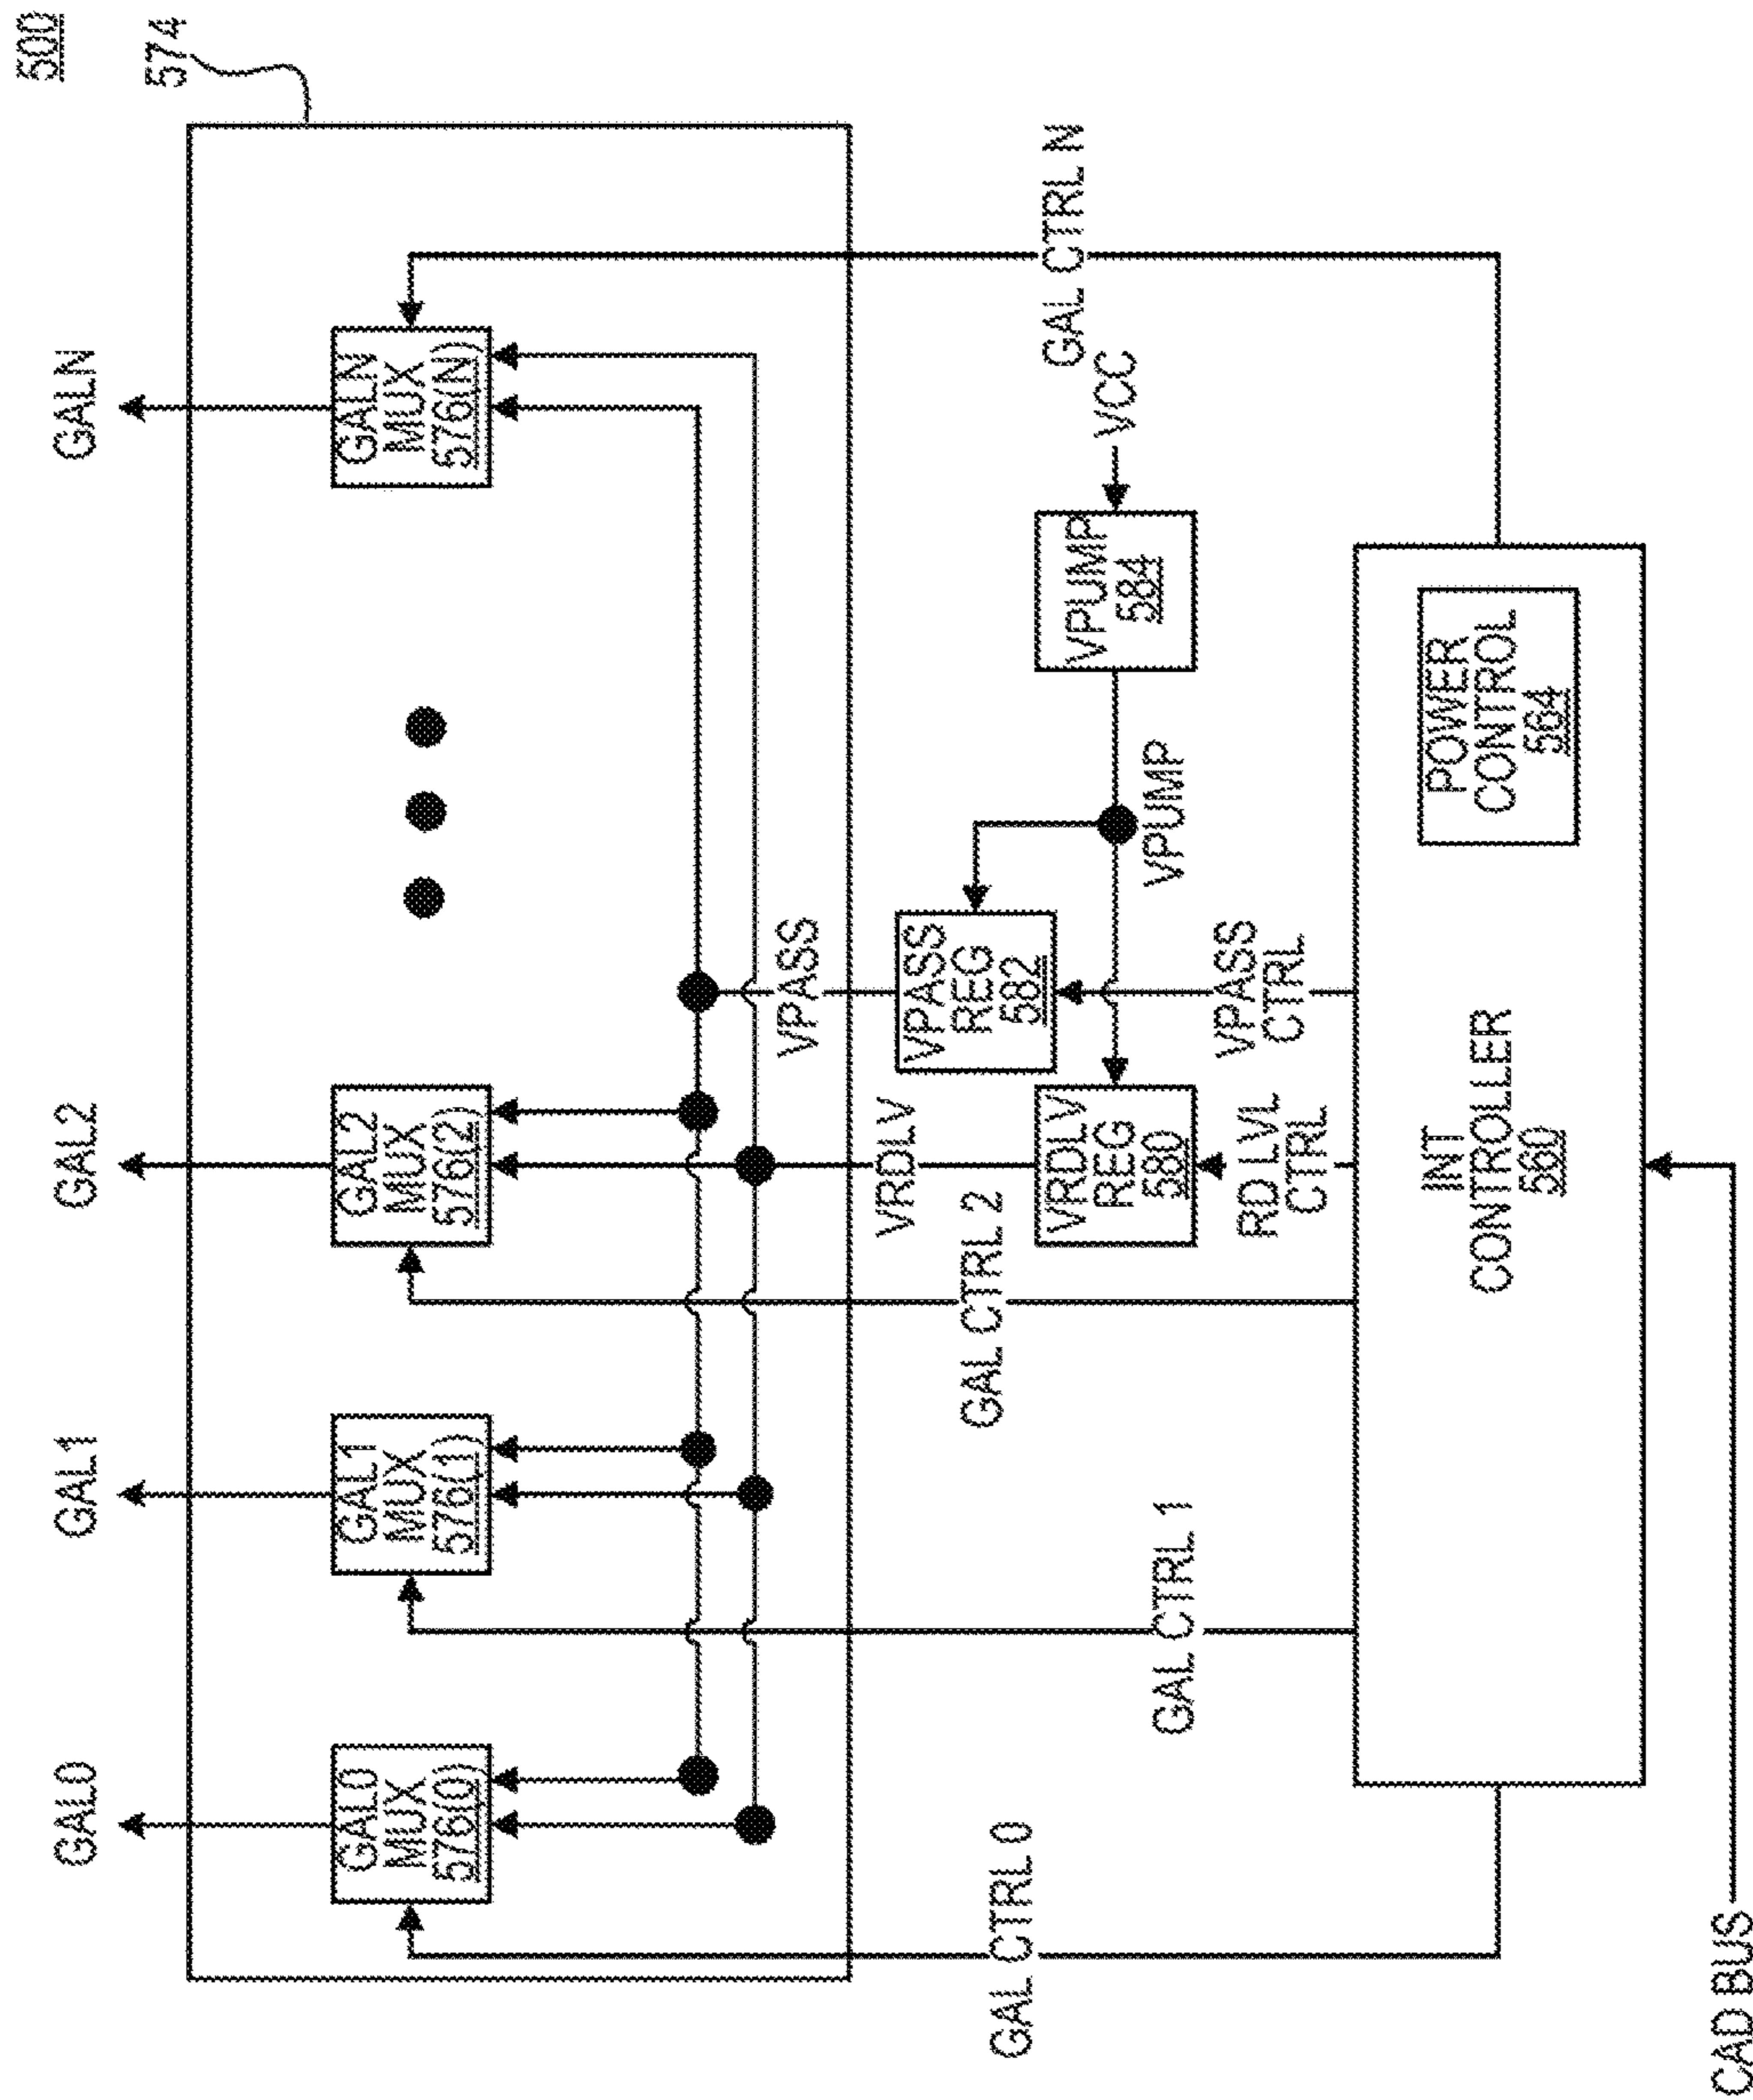 500
574
GAL0
GAL1
GAL2
GALN
GAL0
MUX
576(0)
GAL1
MUX
576(1)
GAL2
MUX
576(2)
GALN
MUX
576(N)
VPASS
VRDLV
VPASS
REG
582
GAL CTRL 0
GAL CTRL 1
GAL CTRL 2
VRDLV
REG
580
VPUMP
VPUMP
584
VCC
GAL CTRL N
RD LVL
CTRL
VPASS
CTRL
INT
CONTROLLER
560
POWER
CONTROL
564
CAD BUS